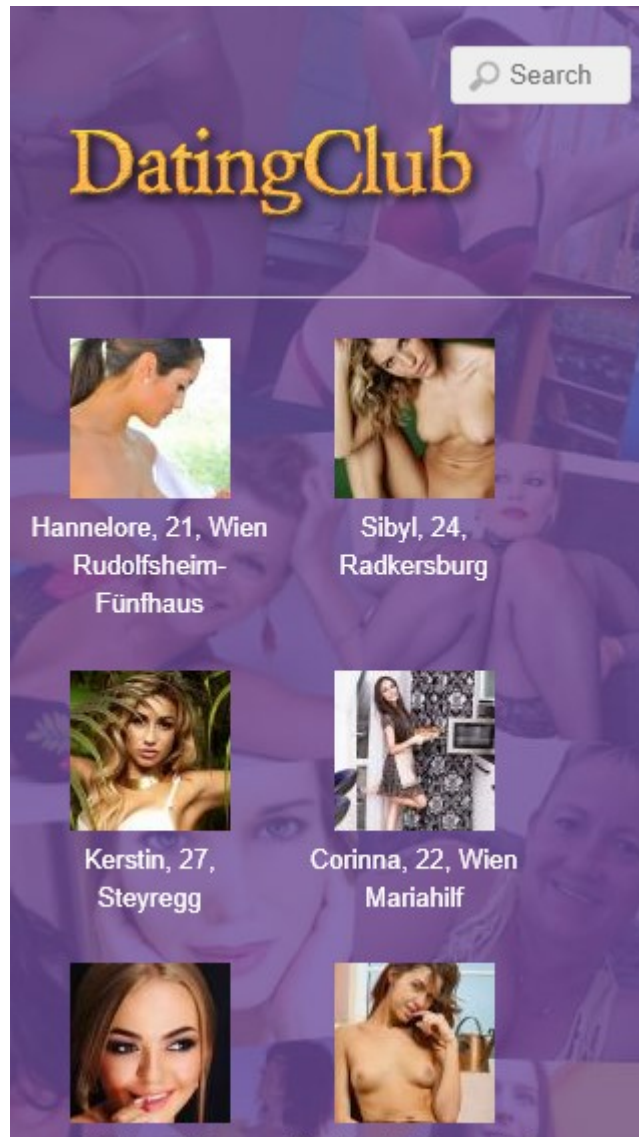 Search
DatingClub
Hannelore, 21, Wien
Rudolfsheim-
Fünfhaus
Sibyl, 24,
Radkersburg
Kerstin, 27,
Steyregg
Corinna, 22, Wien
Mariahilf